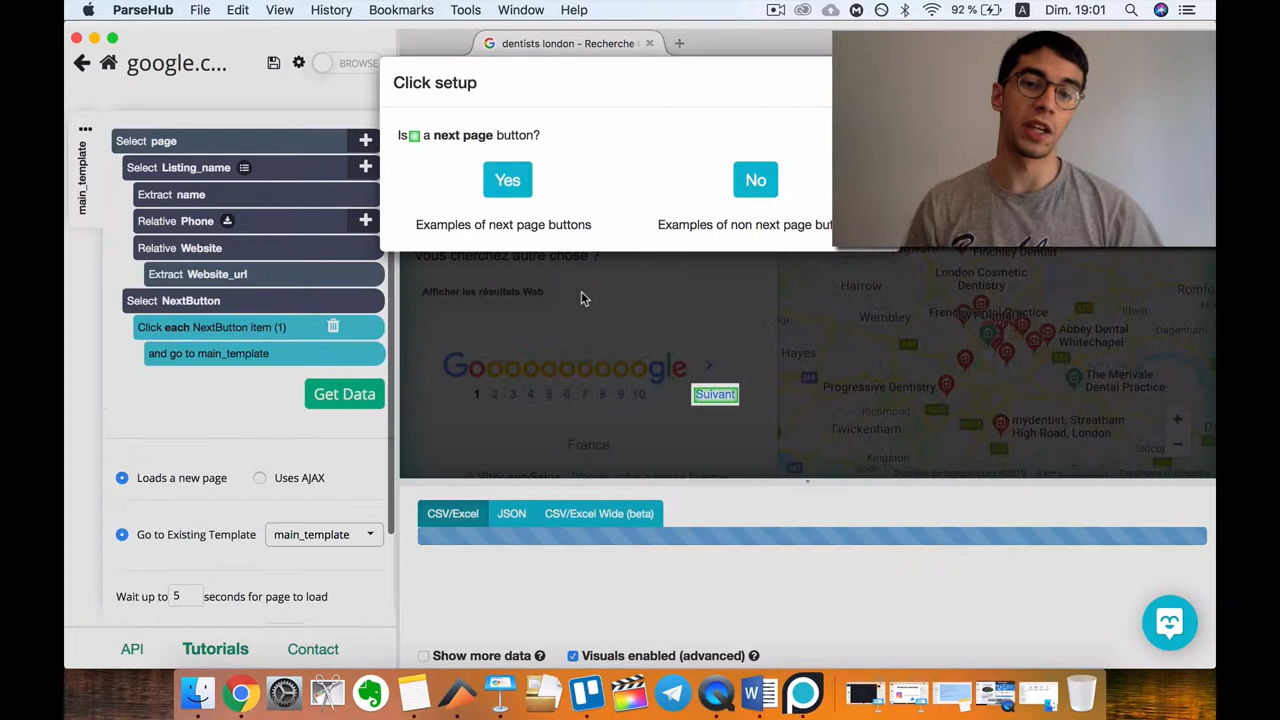 ParseHub File Edit View History Bookmarks Tools Window Help
92 % A Dim. 19:01
google.c...
BROWSE
dentists london - Recherche
Click setup
Is a next page button?
Yes
No
Examples of next page buttons
Examples of non next page but
main_template
Select page
Select Listing_name
Extract name
Relative Phone
Relative Website
Extract Website_url
Select NextButton
Click each NextButton item (1)
and go to main_template
Get Data
Loads a new page
Uses AJAX
Go to Existing Template
main_template
Wait up to 5 seconds for page to load
API
Tutorials
Contact
Vous cherchez autre chose ?
Afficher les résultats Web
Goooooooooogle
1 2 3 4 5 6 7 8 9 10
Suivant
France
Finchley Dentist
London Cosmetic
Dentistry
Harrow
Wembley
Hayes
Abbey Dental
Whitechapel
Dagenham
The Merivale
Dental Practice
Progressive Dentistry
Richmond
Twickenham
mydentist, Streatham
High Road, London
Kingston
Bromley
CSV/Excel
JSON
CSV/Excel Wide (beta)
Show more data
Visuals enabled (advanced)